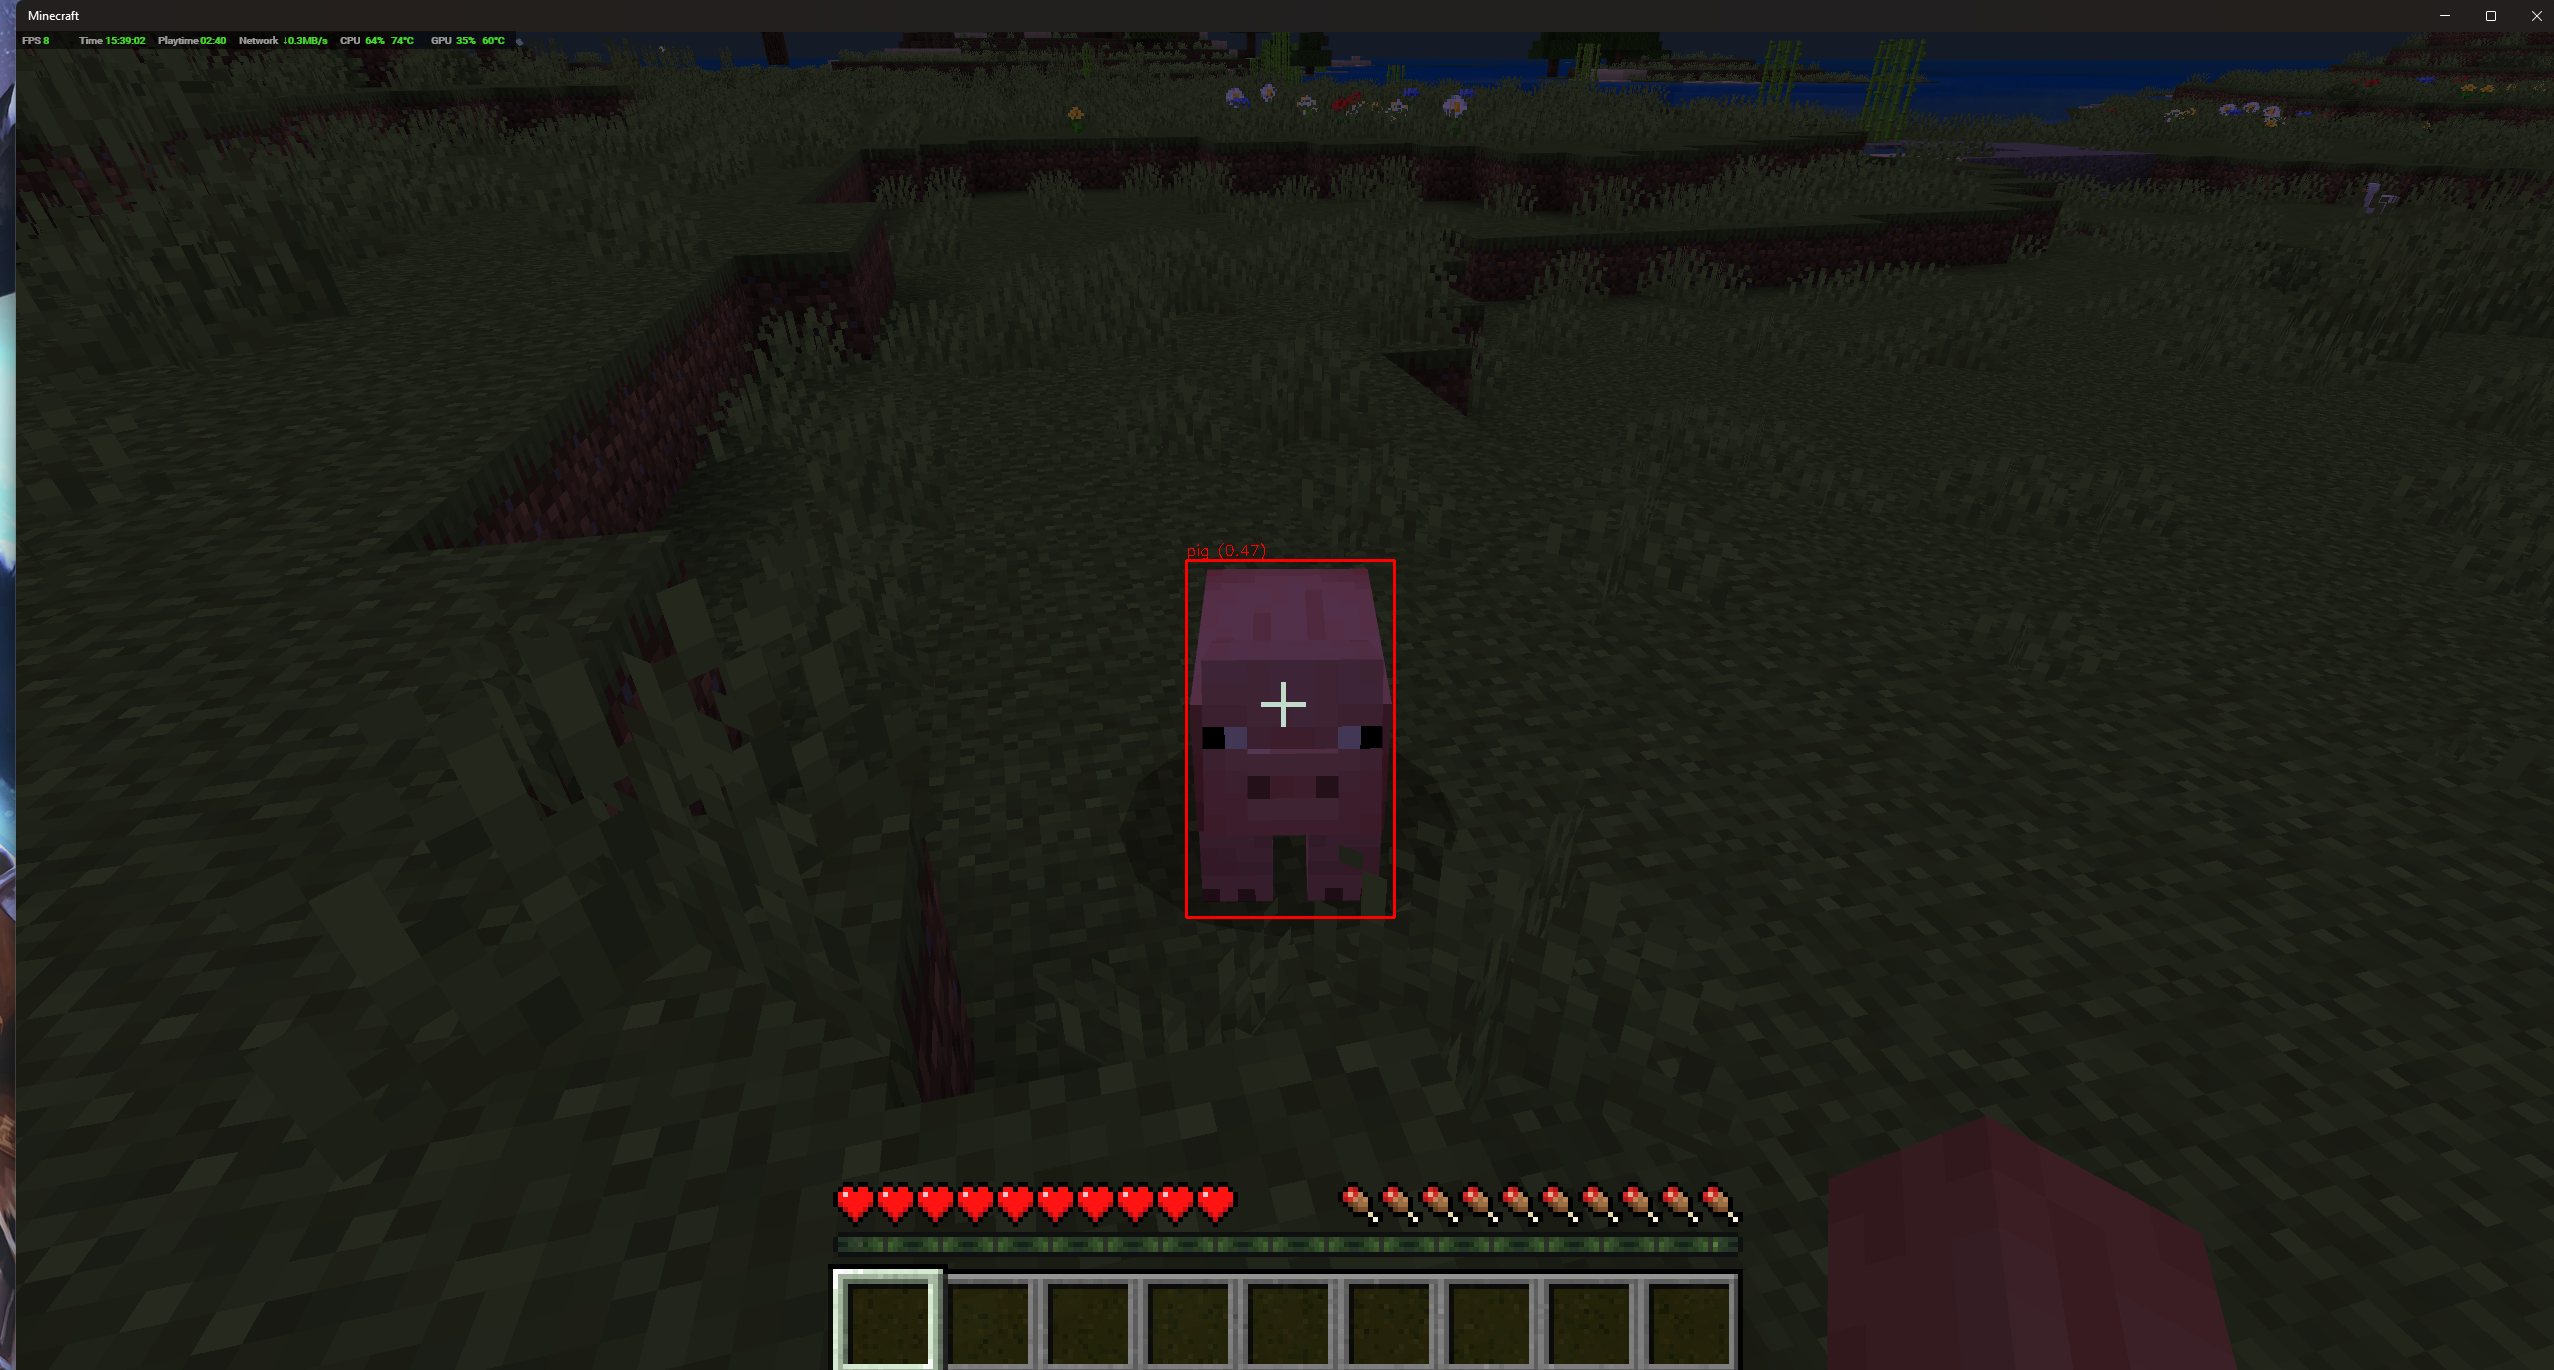 Minecraft
FPS 8 Time 15:39:02 Playtime 02:40 Network ↓0.3MB/s CPU 64% 74°C GPU 35% 60°C
pig (0.47)